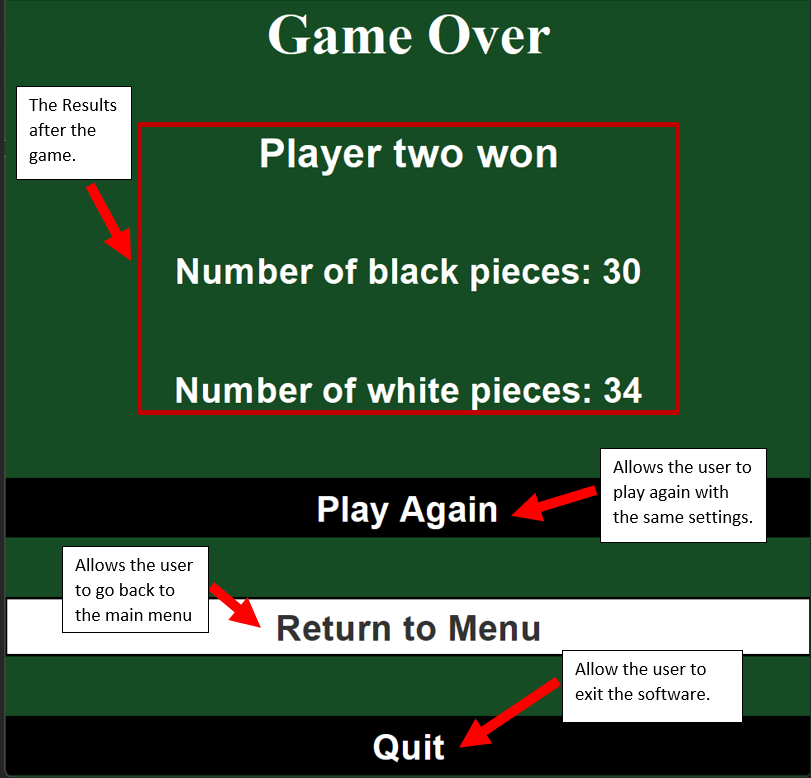 Game Over
The Results
after the
game.
Player two won
Number of black pieces: 30
Number of white pieces: 34
Allows the user to
play again with
the same settings.
Play Again
Allows the user
to go back to
the main menu
Return to Menu
Allow the user to
exit the software.
Quit